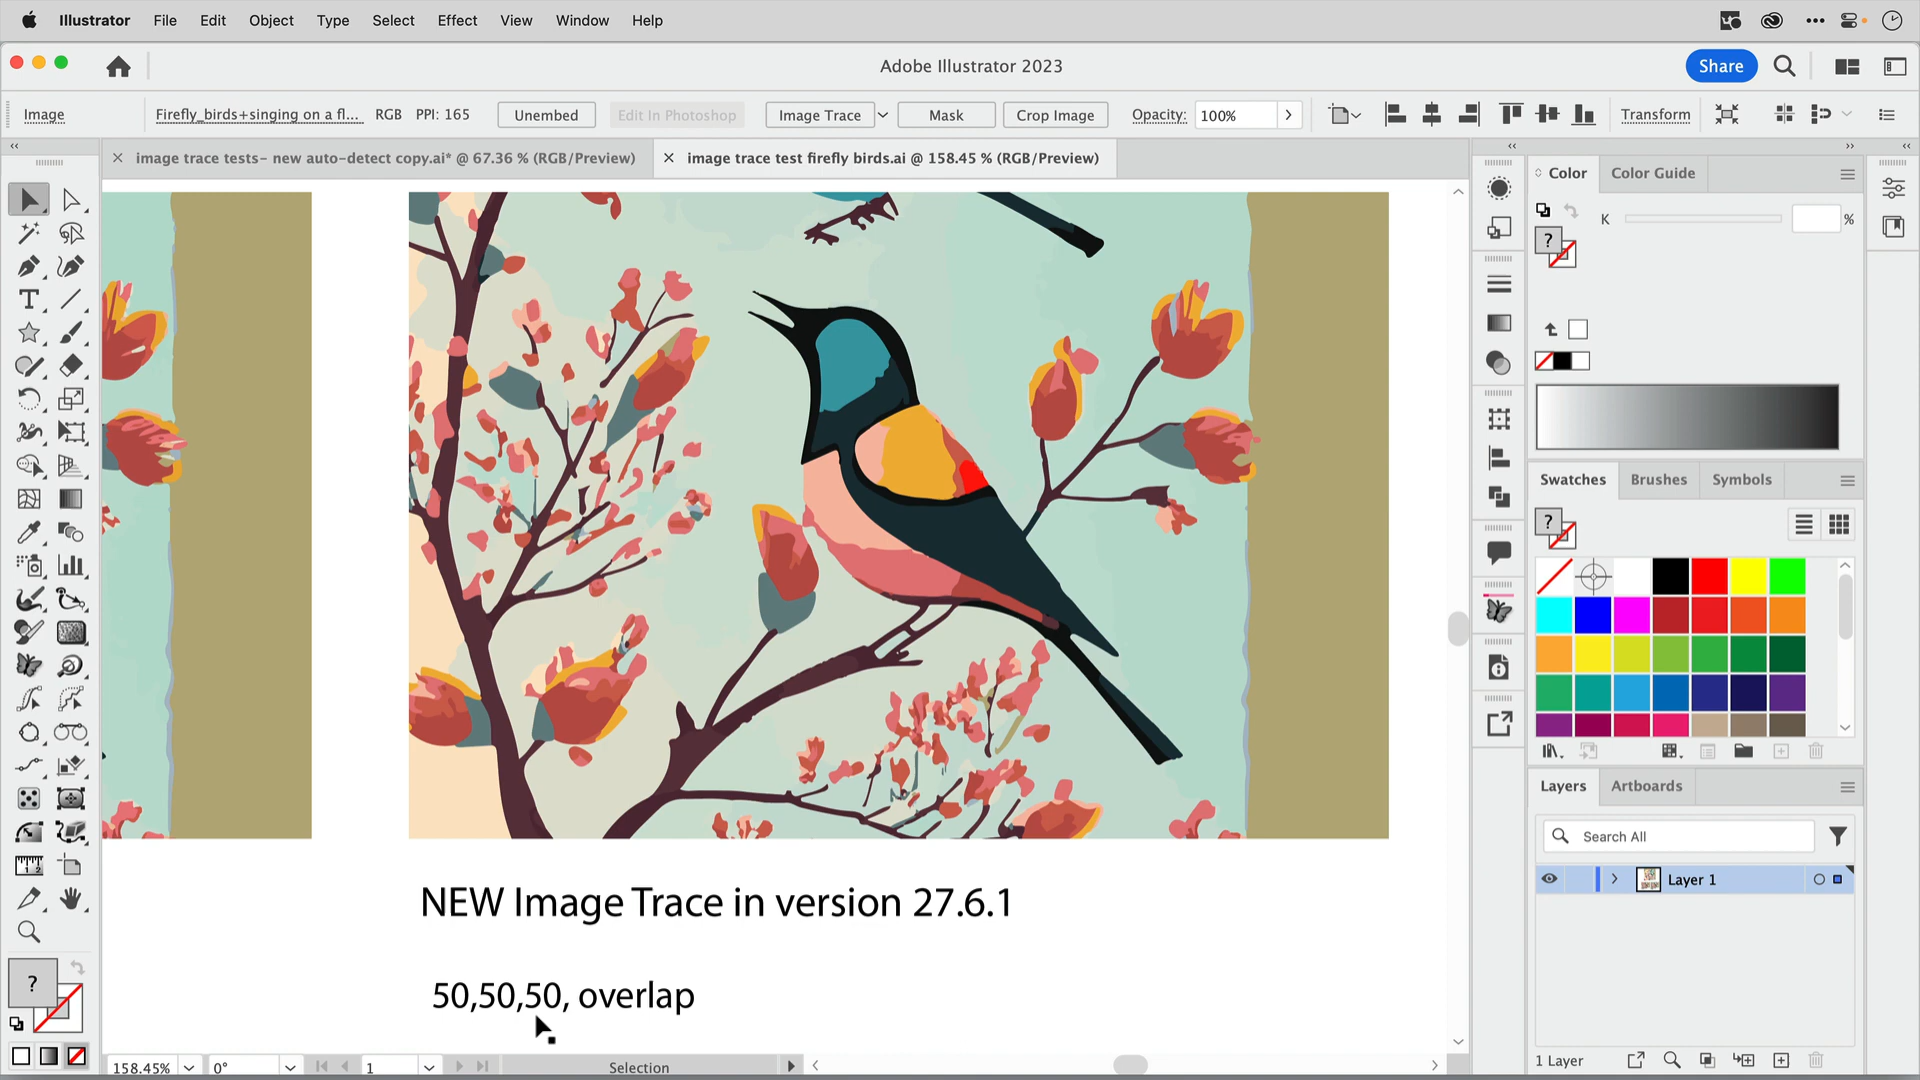 Illustrator File Edit Object Type Select Effect View Window Help
Adobe Illustrator 2023
Share
Image Firefly_birds+singing on a fl... RGB PPI: 165 Unembed Edit In Photoshop Image Trace Mask Crop Image Opacity: 100% Transform
image trace tests- new auto-detect copy.ai* @ 67.36 % (RGB/Preview)
image trace test firefly birds.ai @ 158.45 % (RGB/Preview)
Color Color Guide
K %
?
Swatches Brushes Symbols
?
Layers Artboards
Search All
Layer 1
NEW Image Trace in version 27.6.1
50,50,50, overlap
?
158.45% 0° 1 Selection
1 Layer